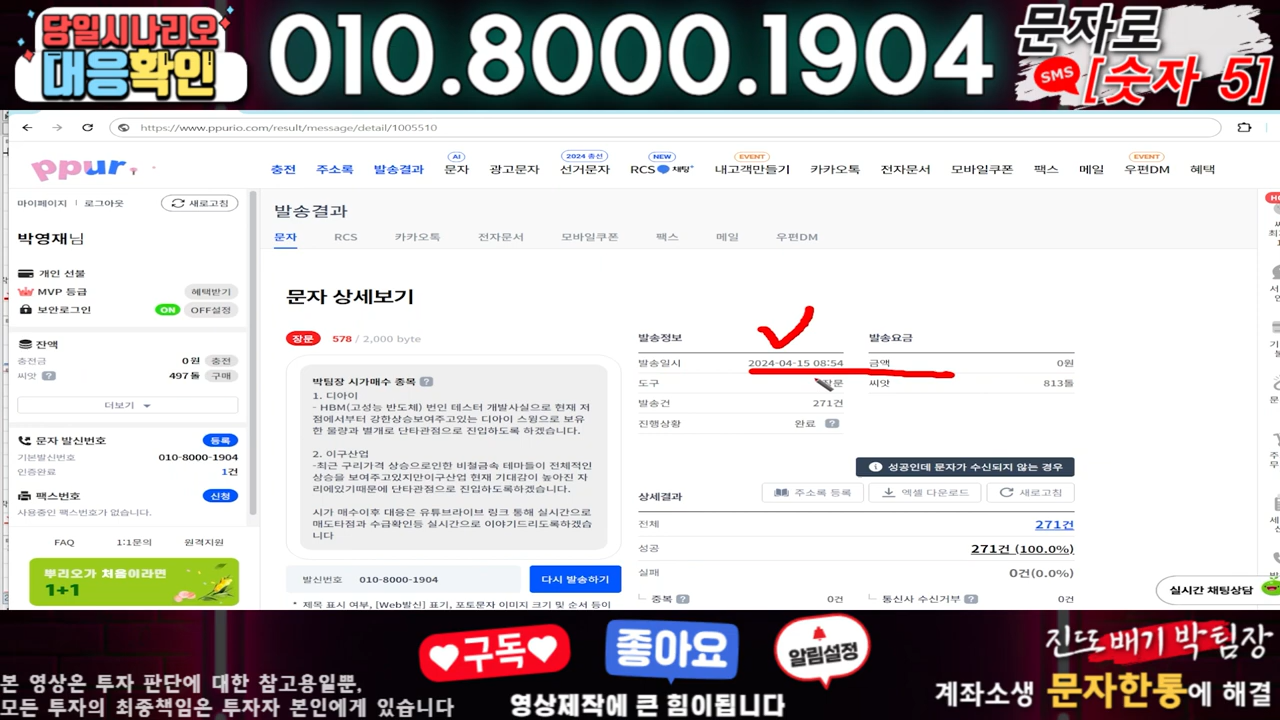 당일시나리오
대응확인
010.8000.1904
문자로
SMS
[숫자 5]
https://www.ppurio.com/result/message/detail/1005510
ppur
충전
주소록
발송결과
AI
문자
광고문자
2024 총선
선거문자
NEW
RCS 채팅+
EVENT
내고객만들기
카카오톡
전자문서
모바일쿠폰
팩스
메일
EVENT
우편DM
혜택
마이페이지 | 로그아웃
새로고침
박영재님
개인 선불
MVP 등급
혜택받기
보안로그인
ON
OFF설정
잔액
충전금
0 원
충전
씨앗 ?
497 톨
구매
더보기
문자 발신번호
등록
기본발신번호
010-8000-1904
인증완료
1건
팩스번호
신청
사용중인 팩스번호가 없습니다.
FAQ
1:1문의
원격지원
뿌리오가 처음이라면
1+1
발송결과
문자
RCS
카카오톡
전자문서
모바일쿠폰
팩스
메일
우편DM
문자 상세보기
장문
578 / 2,000 byte
박팀장 시가매수 종목 ?
1. 디아이
- HBM(고성능 반도체) 번인 테스터 개발사실으로 현재 저
점에서부터 강한상승보여주고있는 디아이 스윙으로 보유
한 물량과 별개로 단타관점으로 진입하도록 하겠습니다.
2. 이구산업
-최근 구리가격 상승으로인한 비철금속 테마들이 전체적인
상승을 보여주고있지만이구산업 현재 기대감이 높아진 자
리에있기때문에 단타관점으로 진입하도록하겠습니다.
시가 매수이후 대응은 유튜브라이브 링크 통해 실시간으로
매도타점과 수급확인등 실시간으로 이야기드리도록하겠습
니다
발신번호
010-8000-1904
다시 발송하기
* 제목 표시 여부, [Web발신] 표기, 포토문자 이미지 크기 및 순서 등이
발송정보
발송일시
2024-04-15 08:54
도구
장문
발송건
271건
진행상황
완료 ?
발송요금
금액
0원
씨앗
813톨
성공인데 문자가 수신되지 않는 경우
상세결과
주소록 등록
엑셀 다운로드
새로고침
전체
271건
성공
271건 (100.0%)
실패
0건(0.0%)
중복 ?
0건
통신사 수신거부 ?
0건
실시간 채팅상담
본 영상은 투자 판단에 대한 참고용일뿐,
모든 투자의 최종책임은 투자자 본인에게 있습니다
구독
좋아요
알림설정
영상제작에 큰 힘이됩니다
진또배기 박팀장
계좌소생 문자한통에 해결